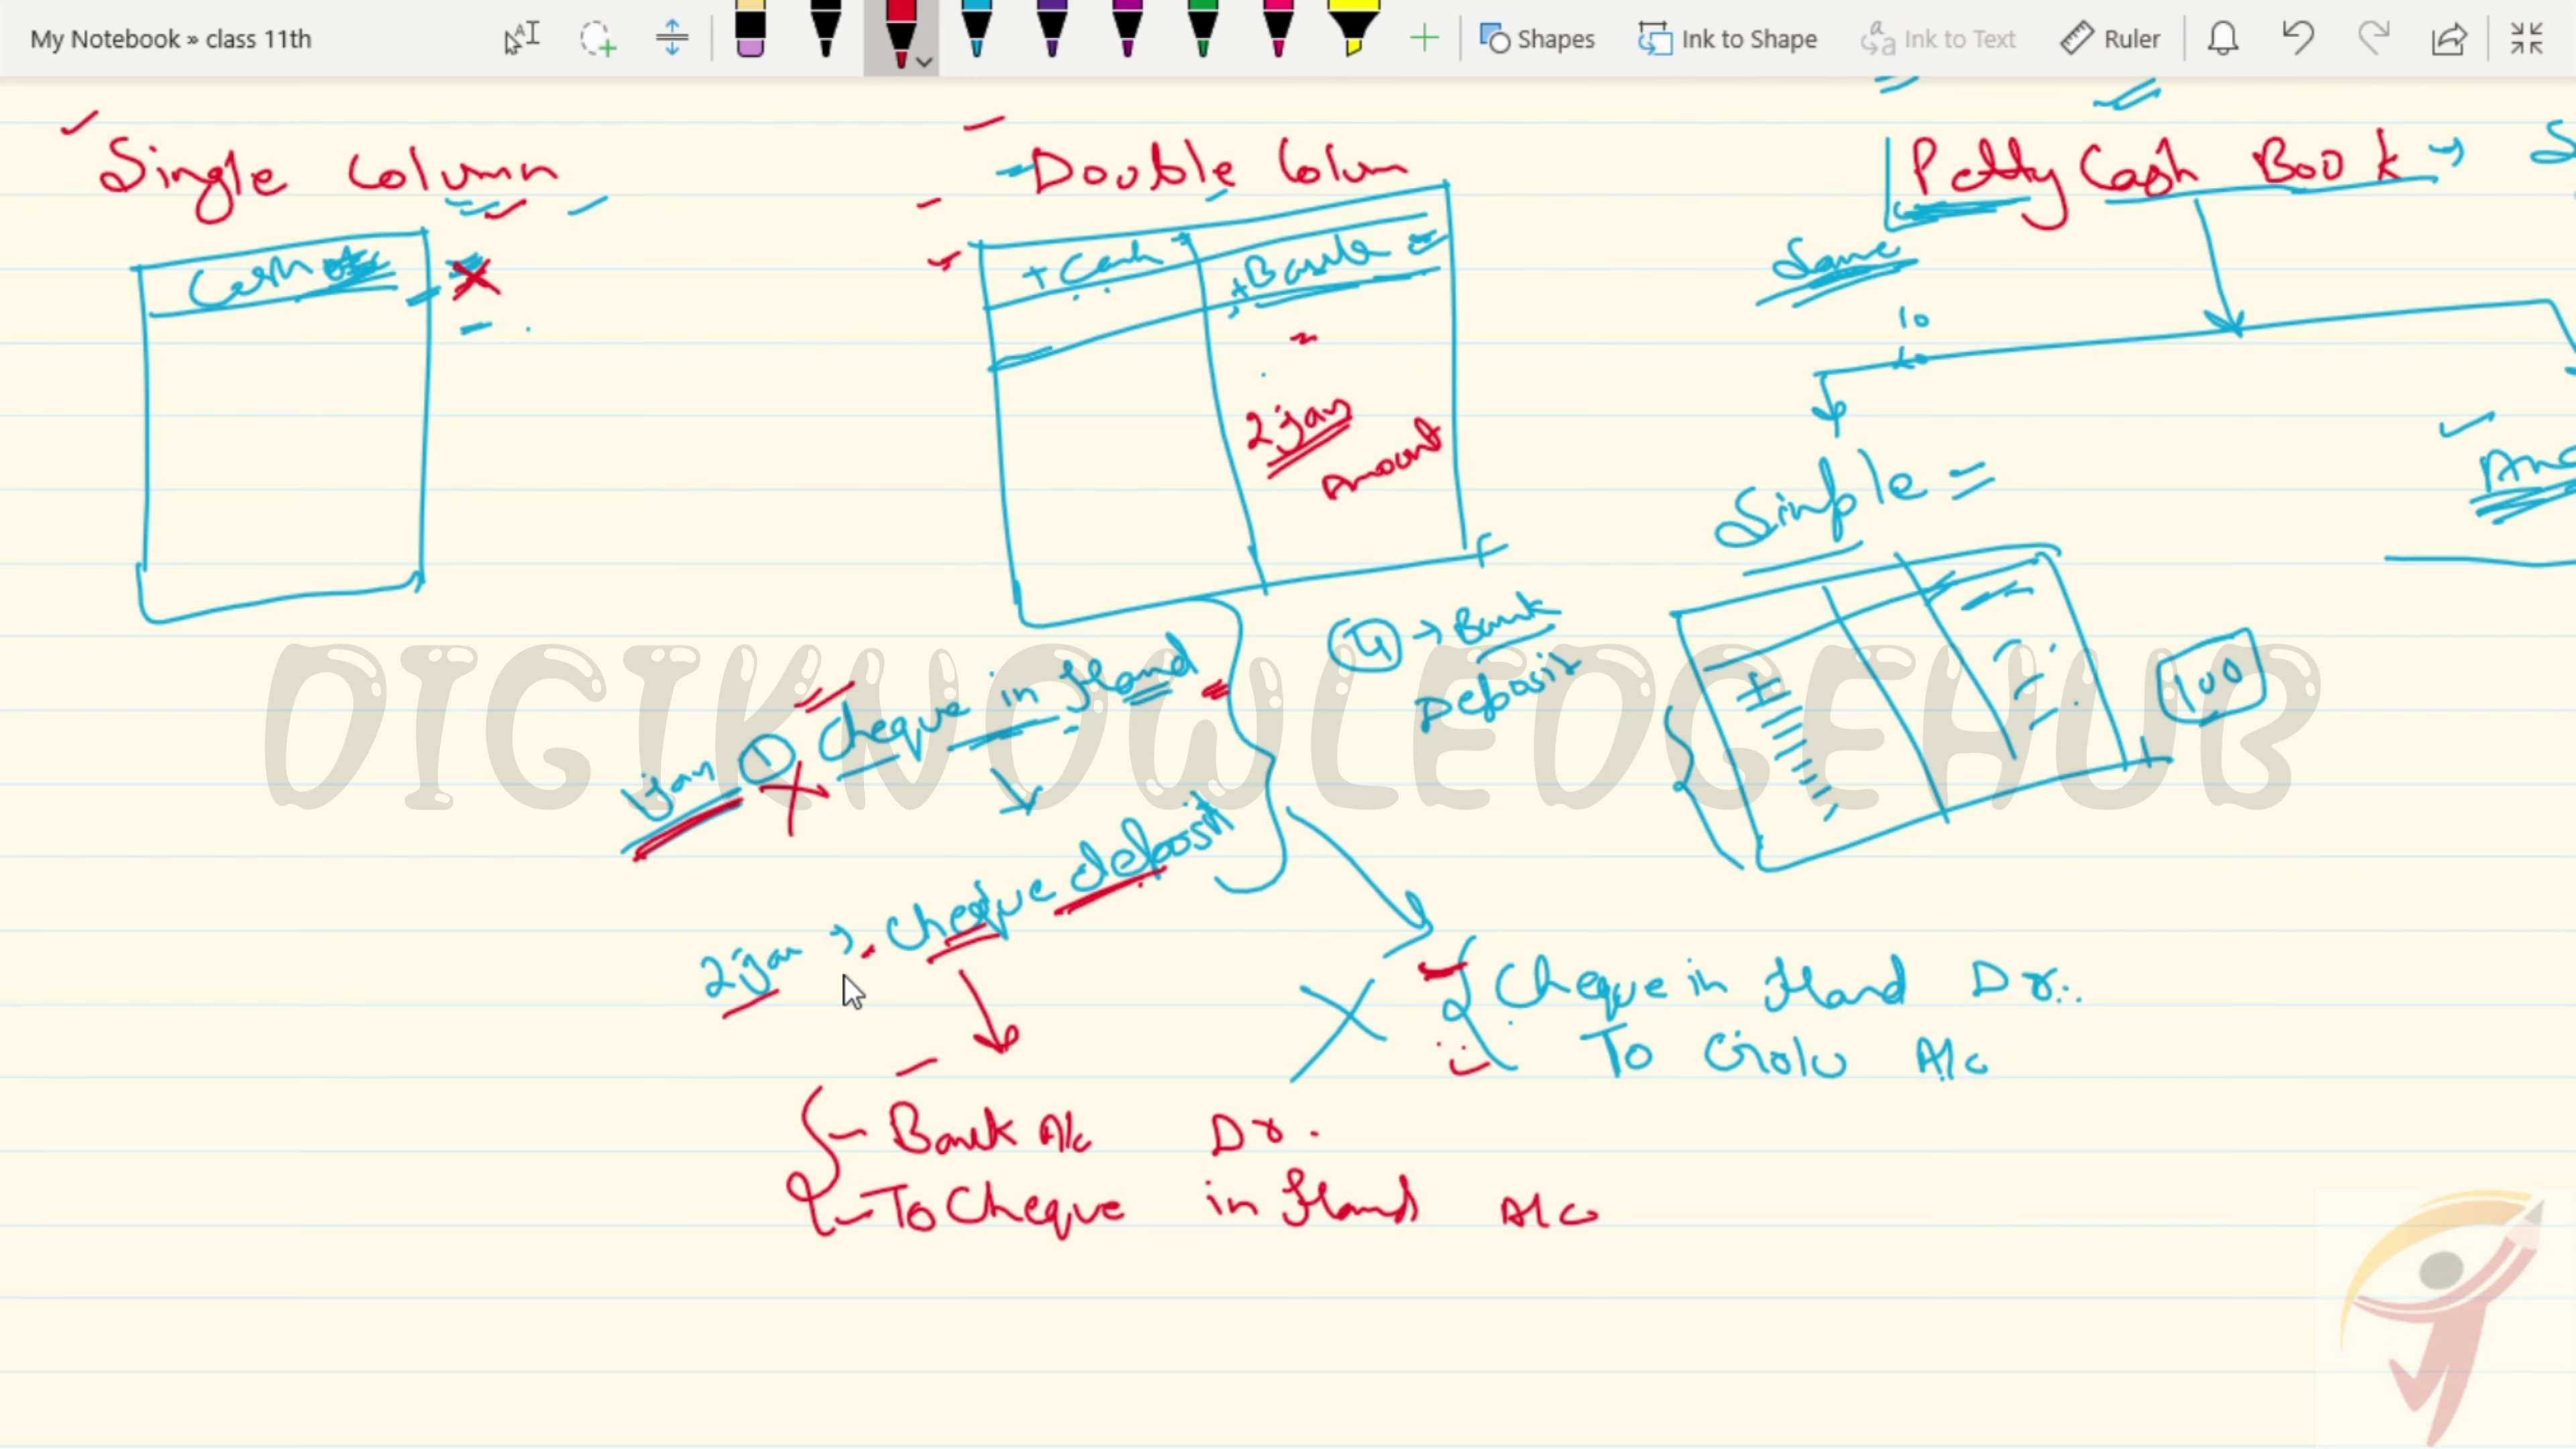 My Notebook » class 11th
Shapes
Ink to Shape
Ink to Text
Ruler
Single Column
Double Colum
Petty Cash Book →
Cash
+ Cash
+ Bank
Same
10
10
2 jan
Amount
Simple =
Bank
Deposit
100
1 jan ① Cheque in Hand
2 jan → Cheque deposit
DIGIKNOWLEDGEHUB
Cheque in Hand Dr..
To Golu A/c
Bank A/c Dr.
To Cheque in Hand A/c